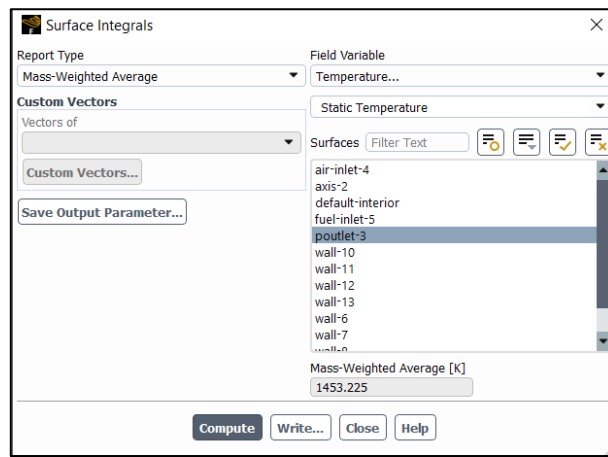 Surface Integrals
Report Type
Mass-Weighted Average
Custom Vectors
Vectors of
Custom Vectors...
Save Output Parameter...
Field Variable
Temperature...
Static Temperature
Surfaces Filter Text
air-inlet-4
axis-2
default-interior
fuel-inlet-5
poutlet-3
wall-10
wall-11
wall-12
wall-13
wall-6
wall-7
Mass-Weighted Average [K]
1453.225
Compute Write... Close Help